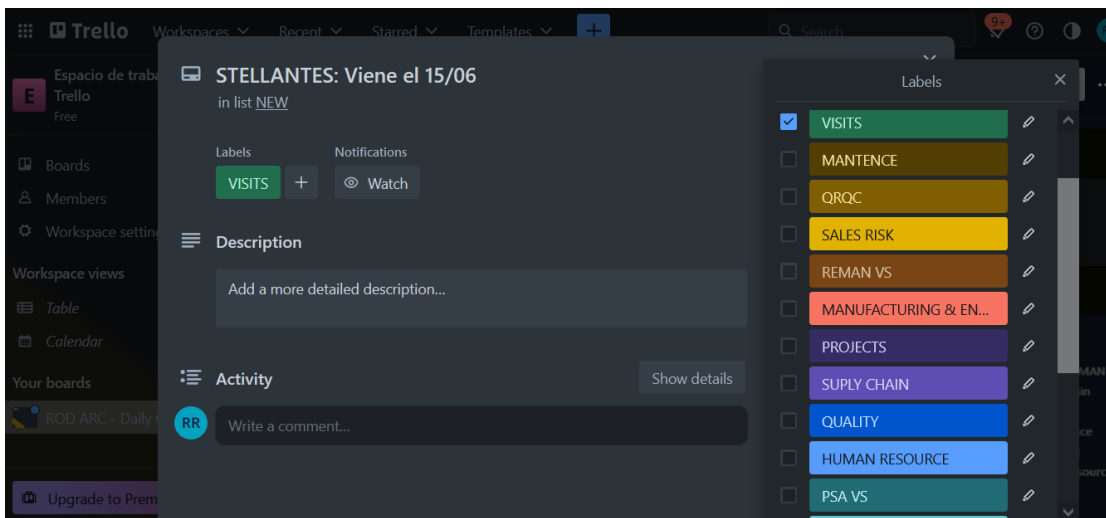 Trello
Workspaces
Recent
Starred
Templates
+
Search
9+
E
Espacio de traba
Trello
Free
Boards
Members
Workspace settin
Workspace views
Table
Calendar
Your boards
ROD ARC - Daily
Upgrade to Prem
STELLANTES: Viene el 15/06
in list NEW
Labels
Notifications
VISITS
+
Watch
Description
Add a more detailed description...
Activity
Show details
RR
Write a comment...
Labels
VISITS
MANTENCE
QRQC
SALES RISK
REMAN VS
MANUFACTURING & EN...
PROJECTS
SUPLY CHAIN
QUALITY
HUMAN RESOURCE
PSA VS